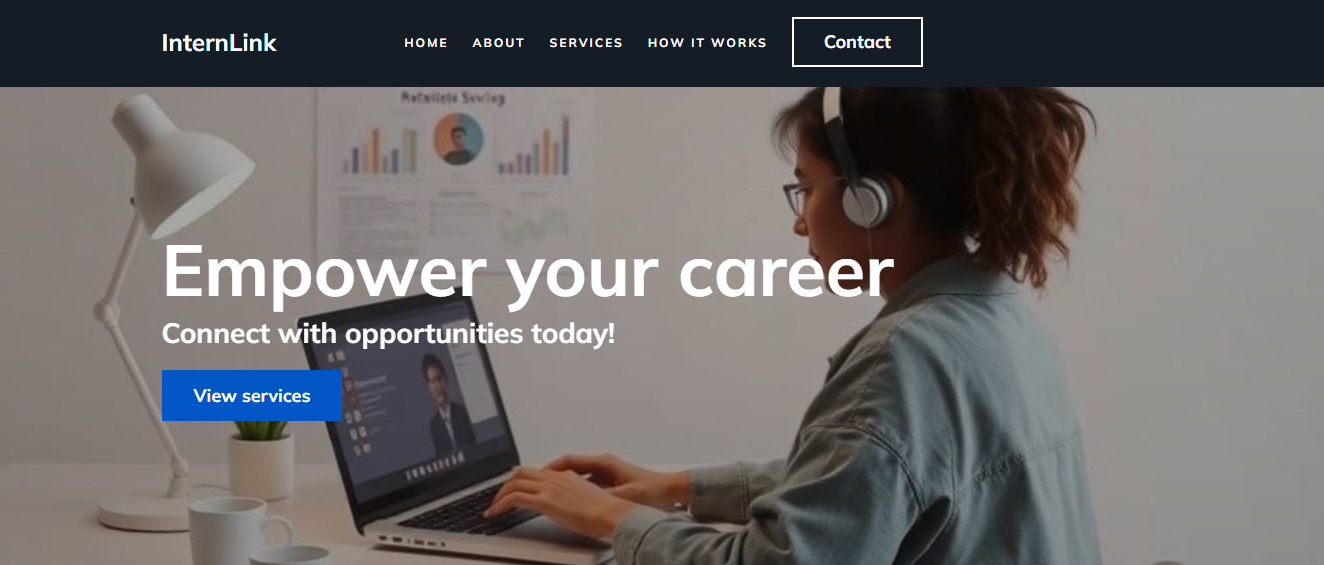 InternLink
HOME ABOUT SERVICES HOW IT WORKS Contact
Empower your career
Connect with opportunities today!
View services